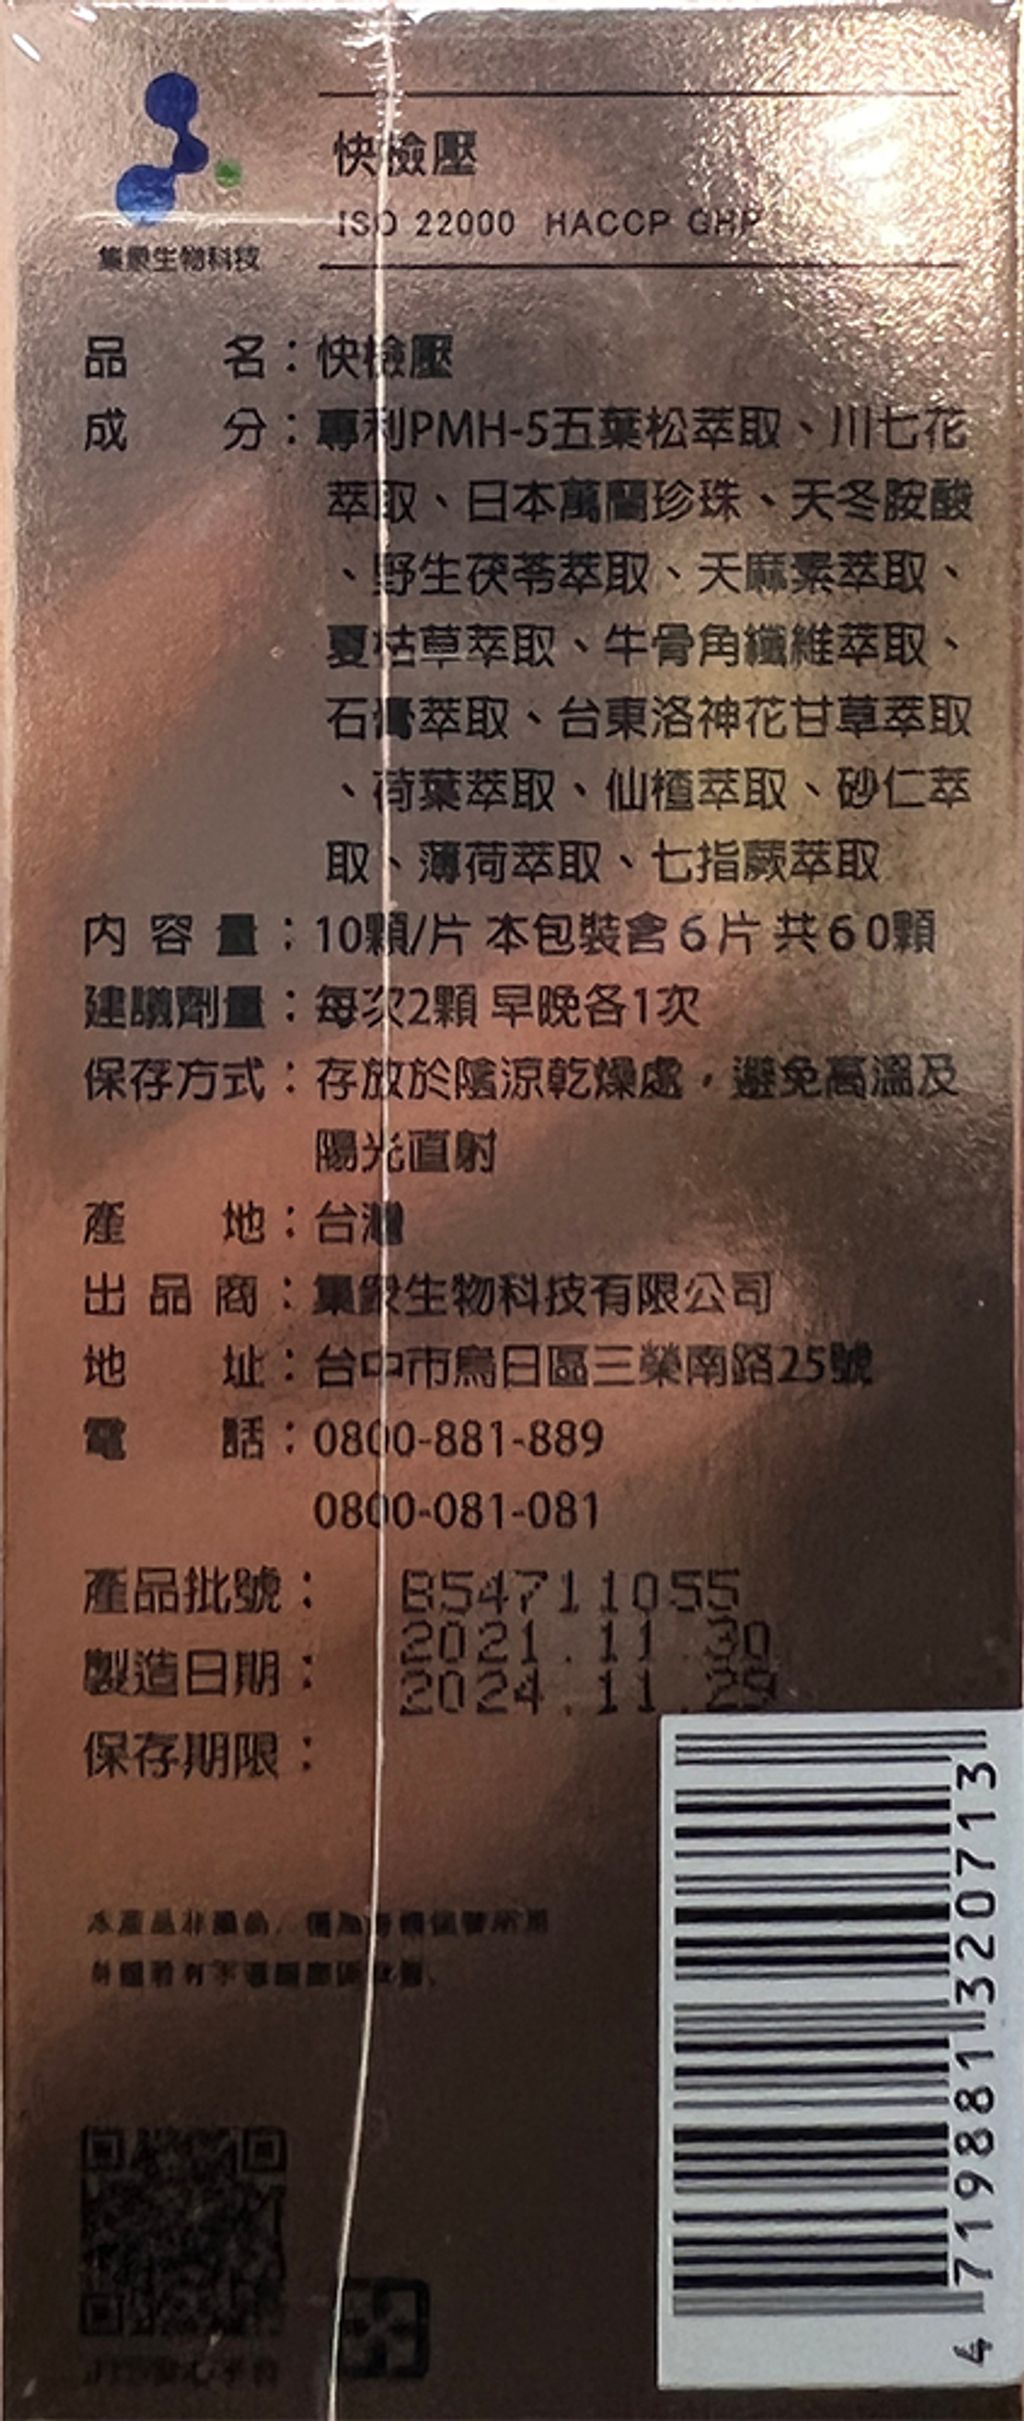 快檢壓
ISO 22000 HACCP GHP
集象生物科技
品名：快檢壓
成分：專利PMH-5五葉松萃取、川七花
萃取、日本萬蘭珍珠、天冬胺酸
、野生茯苓萃取、天麻素萃取、
夏枯草萃取、牛骨角纖維萃取、
石膏萃取、台東洛神花甘草萃取
、荷葉萃取、仙楂萃取、砂仁萃
取、薄荷萃取、七指蕨萃取
內容量：10顆/片 本包裝含6片 共60顆
建議劑量：每次2顆 早晚各1次
保存方式：存放於陰涼乾燥處，避免高溫及
陽光直射
產地：台灣
出品商：集象生物科技有限公司
地址：台中市烏日區三榮南路25號
電話：0800-881-889
0800-081-081
產品批號：B54711055
製造日期：2021.11.30
2024.11.29
保存期限：
4719881320713